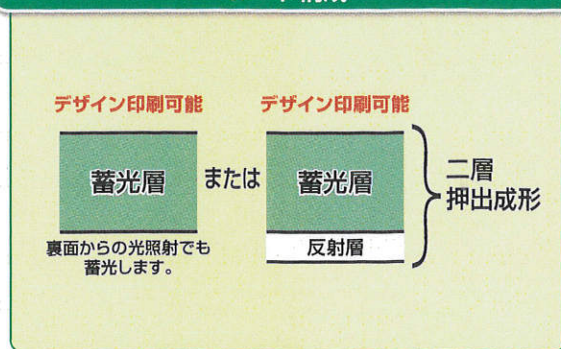 デザイン印刷可能
デザイン印刷可能
蓄光層
または
蓄光層
二層
押出成形
裏面からの光照射でも
蓄光します。
反射層